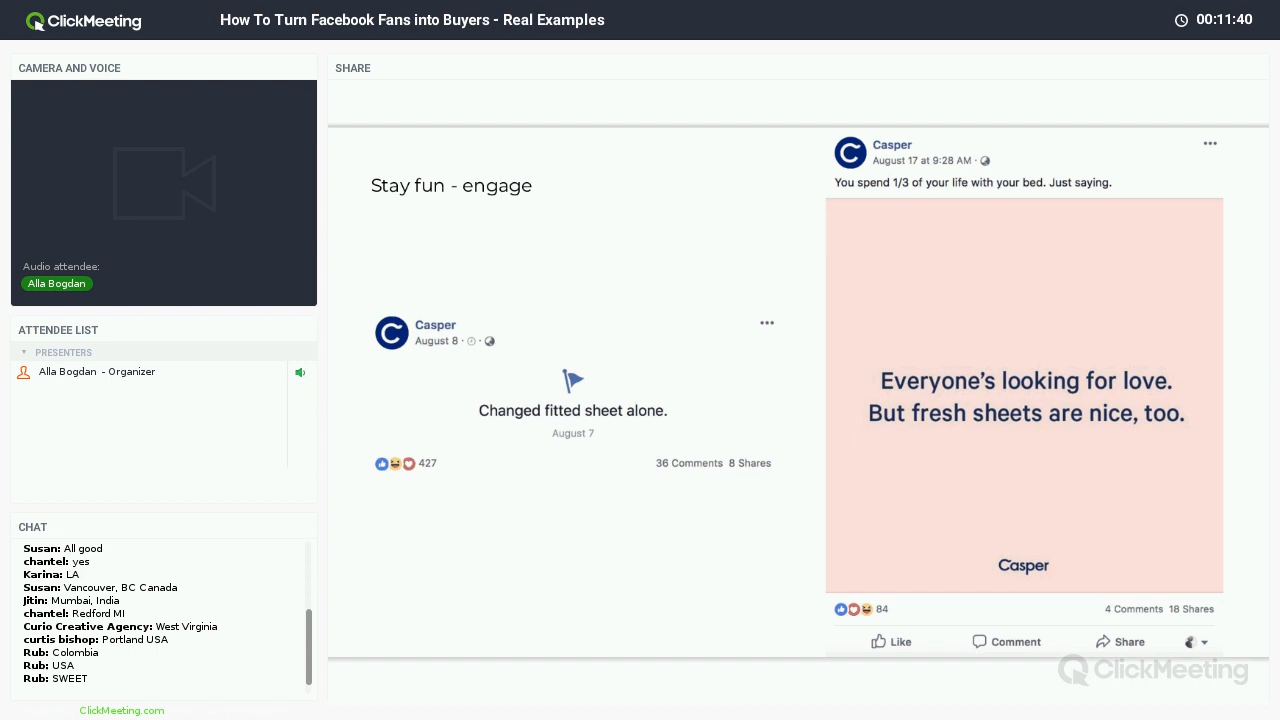 ClickMeeting
How To Turn Facebook Fans into Buyers - Real Examples
00:11:40
CAMERA AND VOICE
Audio attendee:
Alla Bogdan
ATTENDEE LIST
PRESENTERS
Alla Bogdan - Organizer
CHAT
Susan: All good
chantel: yes
Karina: LA
Susan: Vancouver, BC Canada
Jitin: Mumbai, India
chantel: Redford MI
Curio Creative Agency: West Virginia
curtis bishop: Portland USA
Rub: Colombia
Rub: USA
Rub: SWEET
ClickMeeting.com
SHARE
Stay fun - engage
Casper
August 8 ·
Changed fitted sheet alone.
August 7
427
36 Comments 8 Shares
Casper
August 17 at 9:28 AM ·
You spend 1/3 of your life with your bed. Just saying.
Everyone's looking for love.
But fresh sheets are nice, too.
Casper
84
4 Comments 18 Shares
Like Comment Share
ClickMeeting